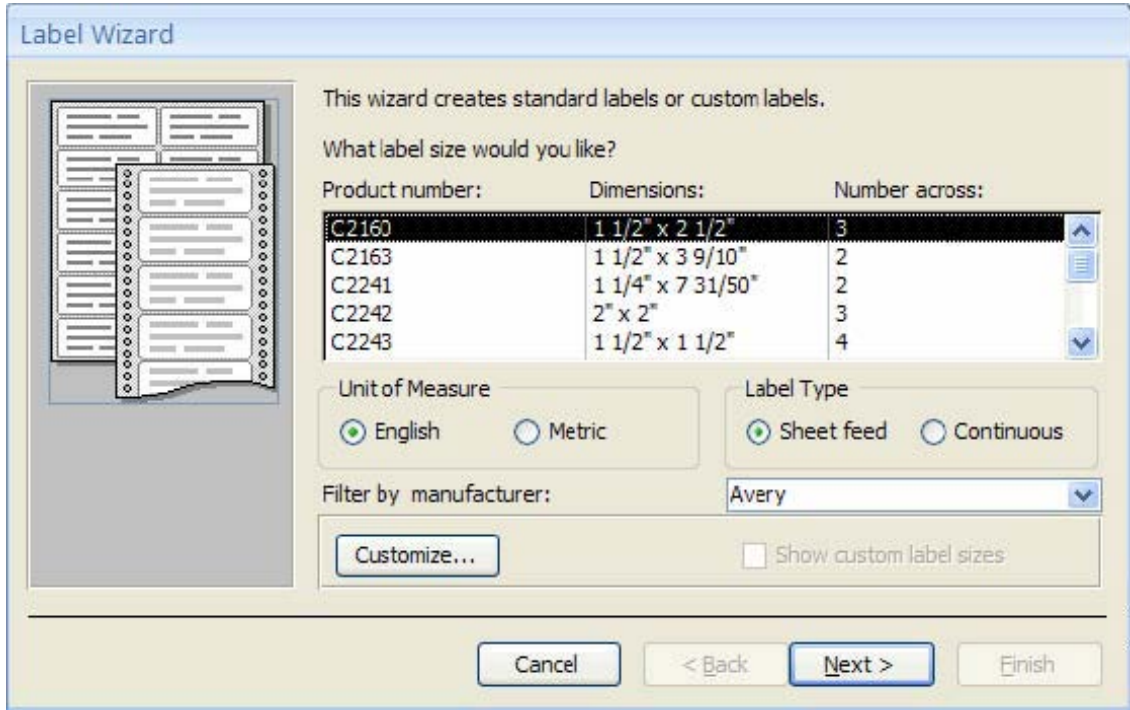 Label Wizard
This wizard creates standard labels or custom labels.
What label size would you like?
Product number: Dimensions: Number across:
C2160 1 1/2" x 2 1/2" 3
C2163 1 1/2" x 3 9/10" 2
C2241 1 1/4" x 7 31/50" 2
C2242 2" x 2" 3
C2243 1 1/2" x 1 1/2" 4
Unit of Measure Label Type
English Metric Sheet feed Continuous
Filter by manufacturer: Avery
Customize... Show custom label sizes
Cancel < Back Next > Finish